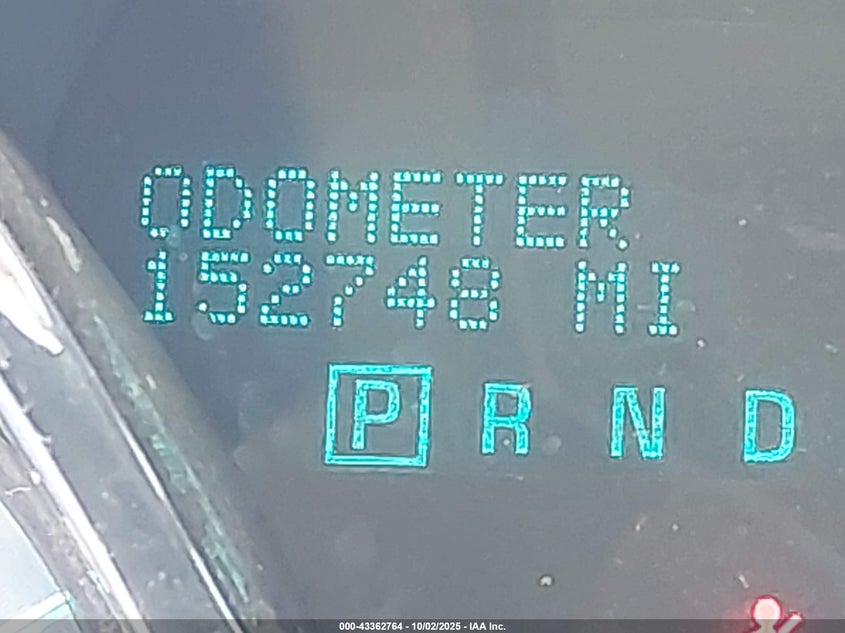 ODOMETER
152748 MI
P R N D
000-43362764 - 10/02/2025 - IAA Inc.